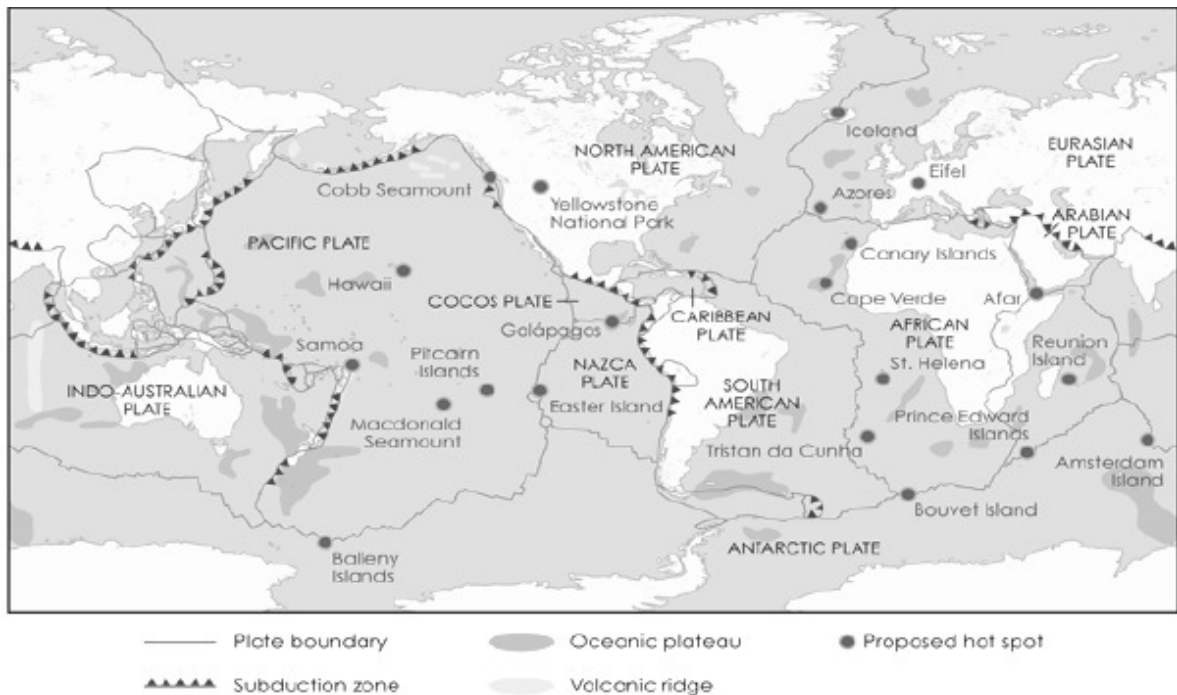 Iceland
NORTH AMERICAN
PLATE
EURASIAN
PLATE
Eifel
Cobb Seamount
Azores
Yellowstone
National Park
ARABIAN
PLATE
PACIFIC PLATE
Canary Islands
Hawaii
COCOS PLATE
Cape Verde
Afar
Galápagos
CARIBBEAN
PLATE
AFRICAN
PLATE
Samoa
Pitcairn
Islands
NAZCA
PLATE
St. Helena
Reunion
Island
INDO-AUSTRALIAN
PLATE
Easter Island
SOUTH
AMERICAN
PLATE
Macdonald
Seamount
Prince Edward
Islands
Tristan da Cunha
Amsterdam
Island
Bouvet Island
Balleny
Islands
ANTARCTIC PLATE
Plate boundary
Oceanic plateau
Proposed hot spot
Subduction zone
Volcanic ridge